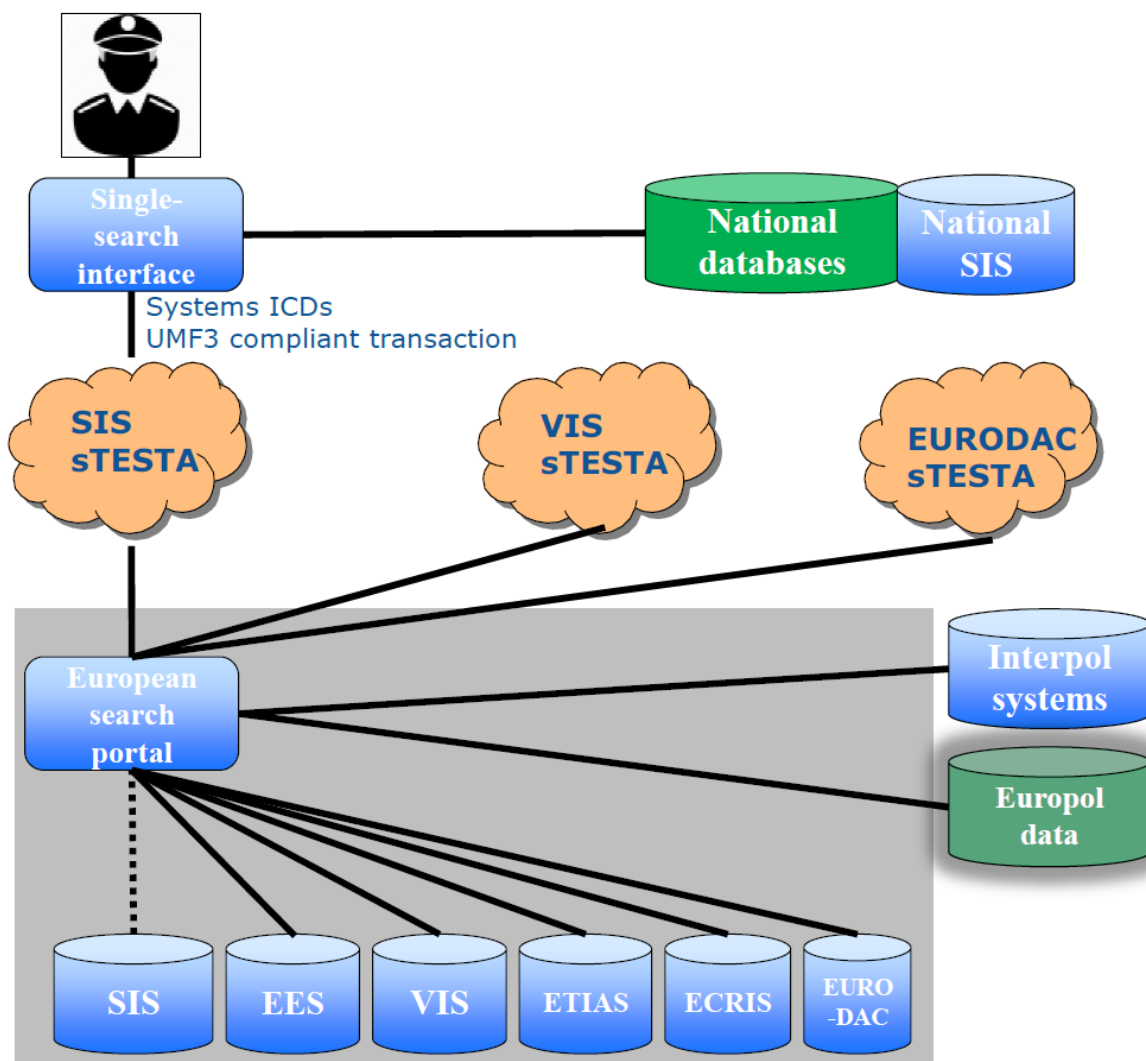 Single-
search
interface
National
databases
National
SIS
Systems ICDs
UMF3 compliant transaction
SIS
sTESTA
VIS
sTESTA
EURODAC
sTESTA
European
search
portal
Interpol
systems
Europol
data
SIS
EES
VIS
ETIAS
ECRIS
EURO
-DAC